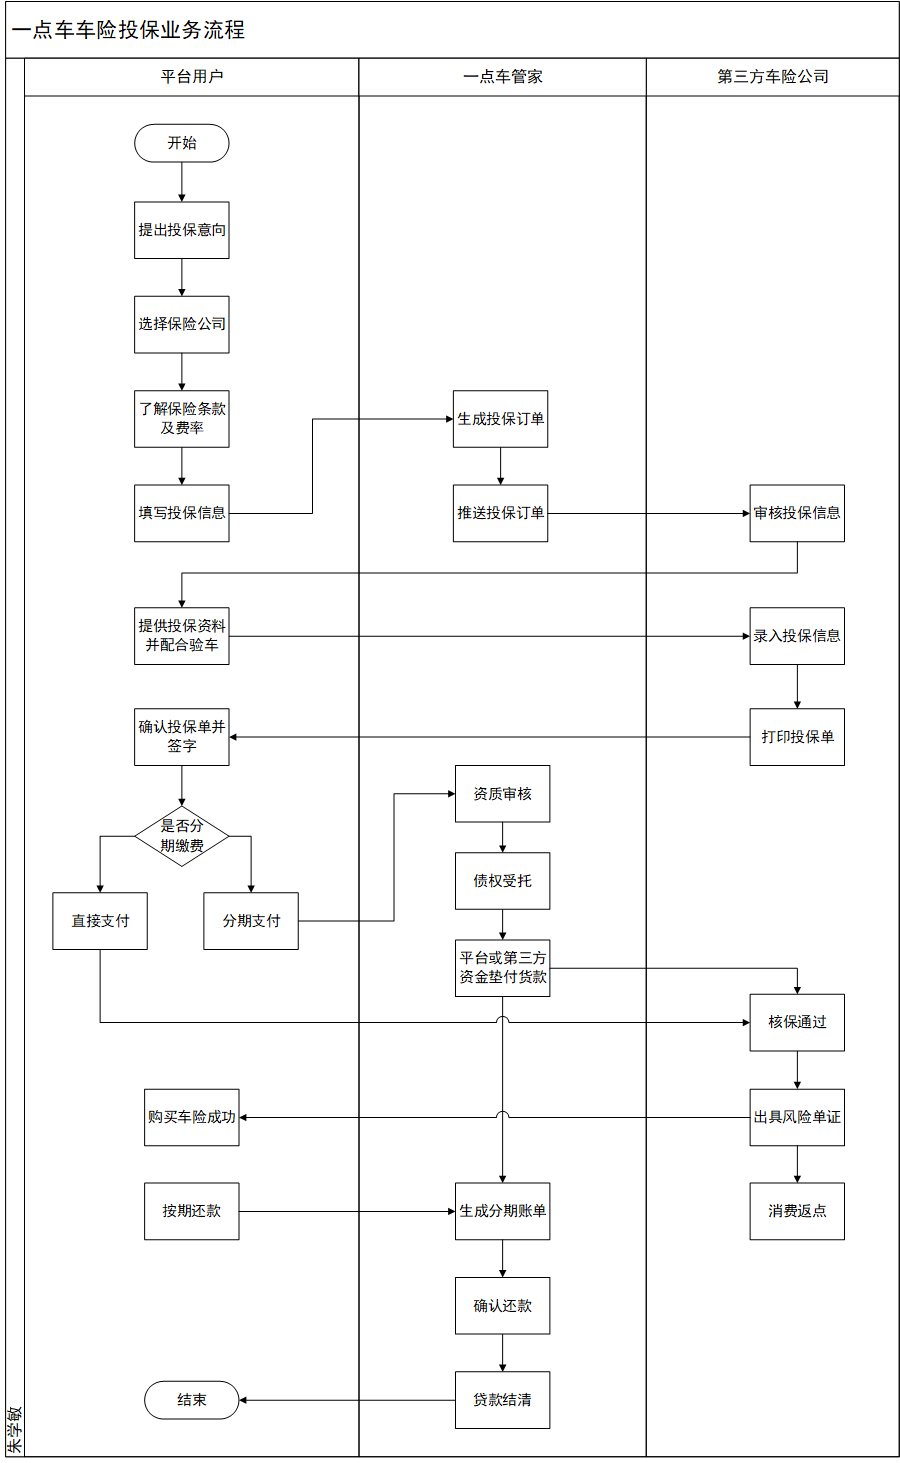 一点车车险投保业务流程
平台用户
一点车管家
第三方车险公司
开始
提出投保意向
选择保险公司
了解保险条款
及费率
生成投保订单
填写投保信息
推送投保订单
审核投保信息
提供投保资料
并配合验车
录入投保信息
确认投保单并
签字
打印投保单
资质审核
是否分
期缴费
债权受托
直接支付
分期支付
平台或第三方
资金垫付货款
核保通过
购买车险成功
出具风险单证
按期还款
生成分期账单
消费返点
确认还款
结束
贷款结清
朱学敏